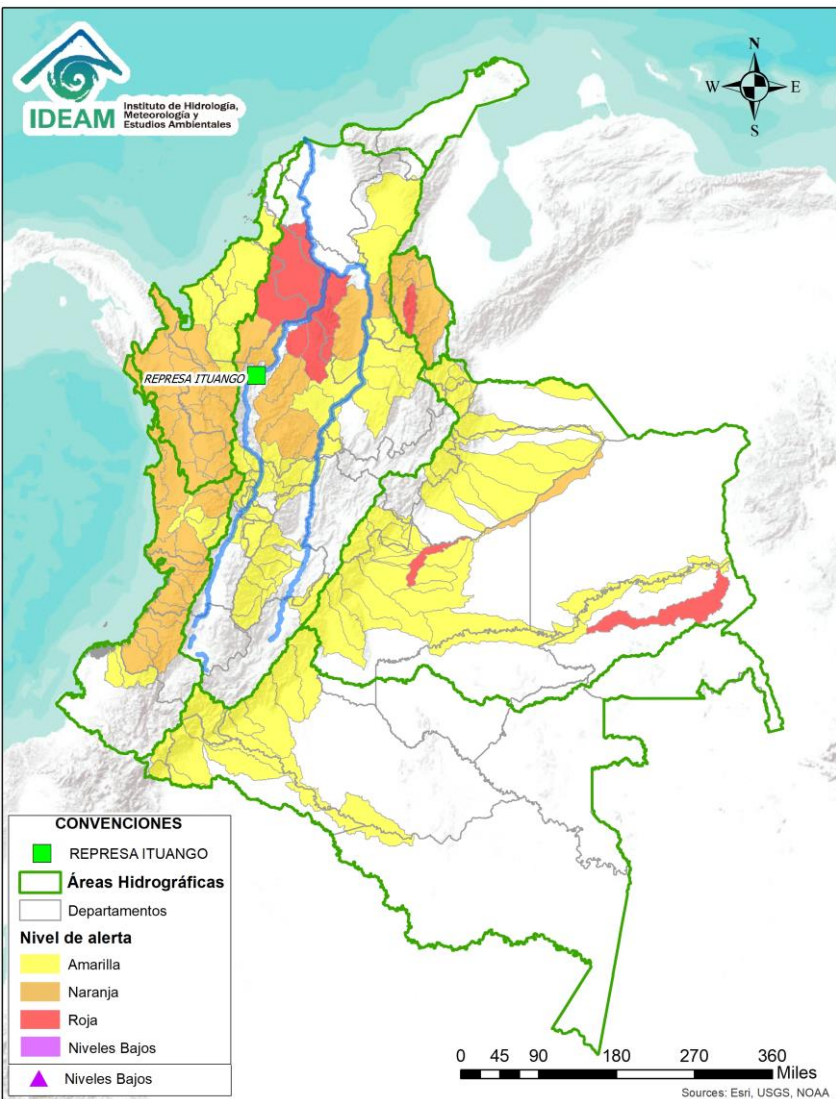 IDEAM
Instituto de Hidrología,
Meteorología y
Estudios Ambientales
N
W
E
S
REPRESA ITUANGO
CONVENCIONES
REPRESA ITUANGO
Áreas Hidrográficas
Departamentos
Nivel de alerta
Amarilla
Naranja
Roja
Niveles Bajos
Niveles Bajos
0 45 90 180 270 360
Miles
Sources: Esri, USGS, NOAA